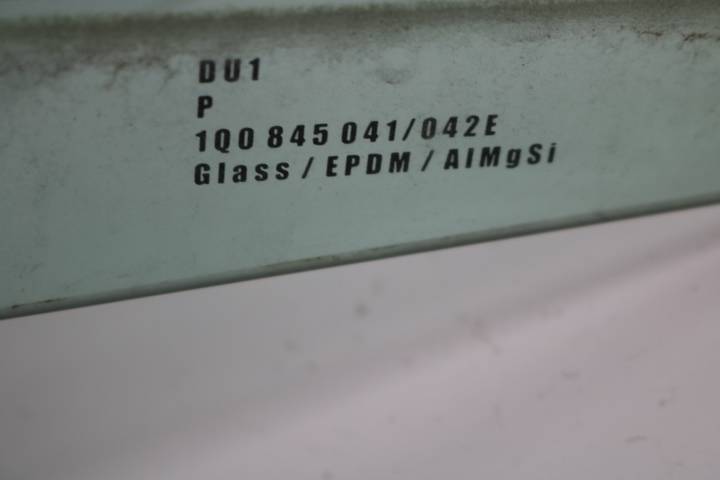 DU1
P
1Q0 845 041/042E
Glass / EPDM / AlMgSi